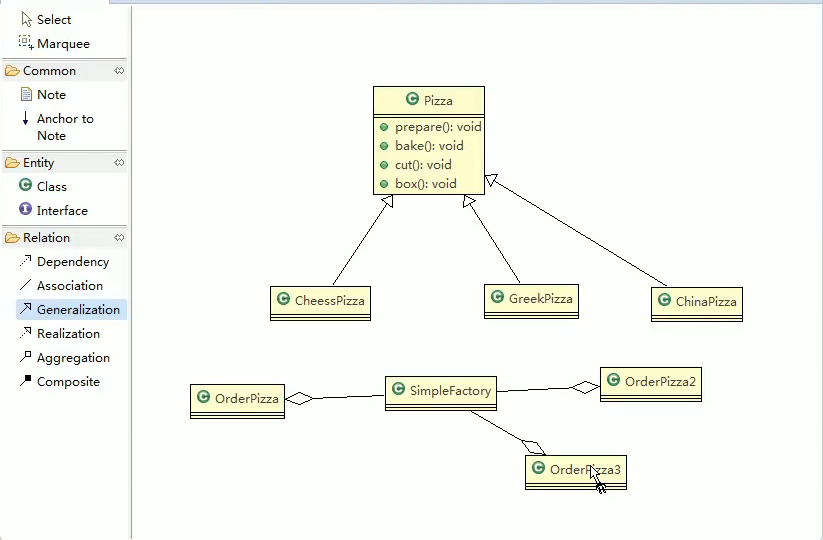 Select
Marquee
Common
Note
Anchor to
Note
Entity
Class
Interface
Relation
Dependency
Association
Generalization
Realization
Aggregation
Composite
Pizza
prepare(): void
bake(): void
cut(): void
box(): void
CheessPizza
GreekPizza
ChinaPizza
OrderPizza
SimpleFactory
OrderPizza2
OrderPizza3